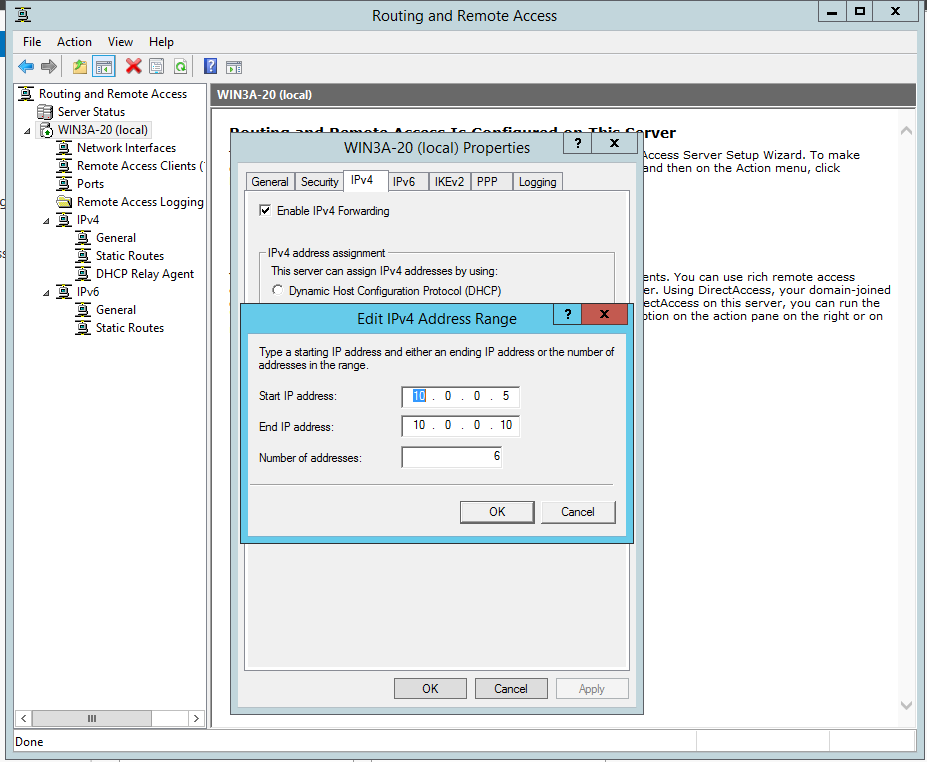 Routing and Remote Access
File Action View Help
Routing and Remote Access
Server Status
WIN3A-20 (local)
Network Interfaces
Remote Access Clients (
Ports
Remote Access Logging
IPv4
General
Static Routes
DHCP Relay Agent
IPv6
General
Static Routes
WIN3A-20 (local)
Routing and Remote Access Is Configured on This Server
Access Server Setup Wizard. To make
and then on the Action menu, click
ents. You can use rich remote access
er. Using DirectAccess, your domain-joined
ectAccess on this server, you can run the
ption on the action pane on the right or on
WIN3A-20 (local) Properties
? X
General Security IPv4 IPv6 IKEv2 PPP Logging
Enable IPv4 Forwarding
IPv4 address assignment
This server can assign IPv4 addresses by using:
Dynamic Host Configuration Protocol (DHCP)
Edit IPv4 Address Range
? X
Type a starting IP address and either an ending IP address or the number of
addresses in the range.
Start IP address: 10 . 0 . 0 . 5
End IP address: 10 . 0 . 0 . 10
Number of addresses: 6
OK Cancel
OK Cancel Apply
Done